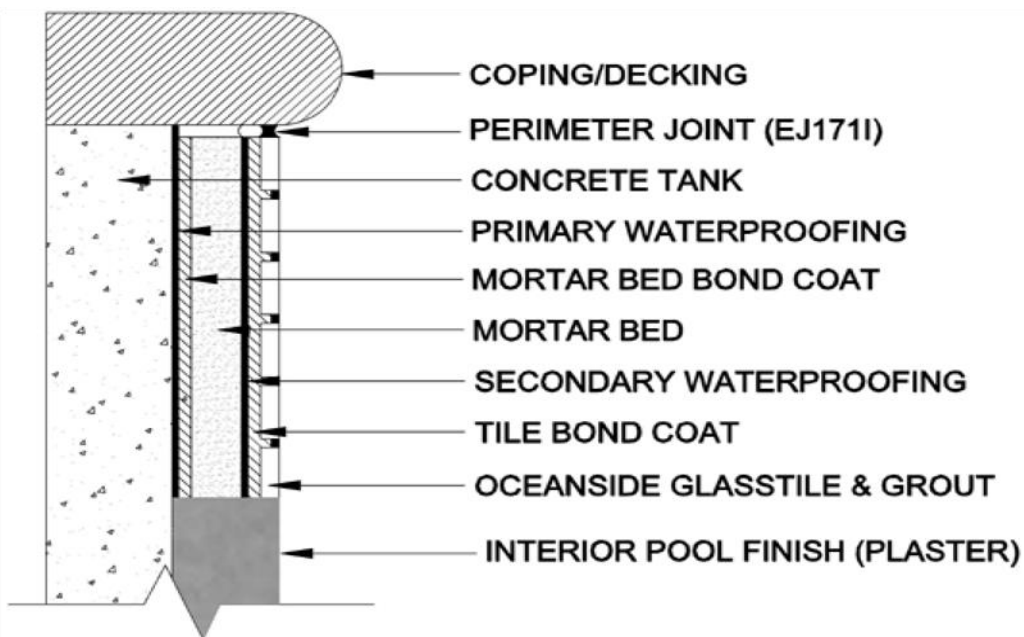 COPING/DECKING
PERIMETER JOINT (EJ171I)
CONCRETE TANK
PRIMARY WATERPROOFING
MORTAR BED BOND COAT
MORTAR BED
SECONDARY WATERPROOFING
TILE BOND COAT
OCEANSIDE GLASSTILE & GROUT
INTERIOR POOL FINISH (PLASTER)